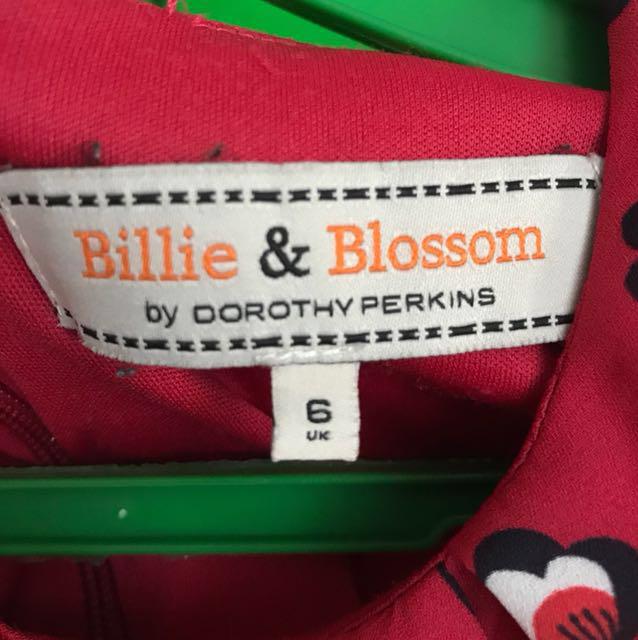 Billie & Blossom
by DOROTHY PERKINS
6
UK